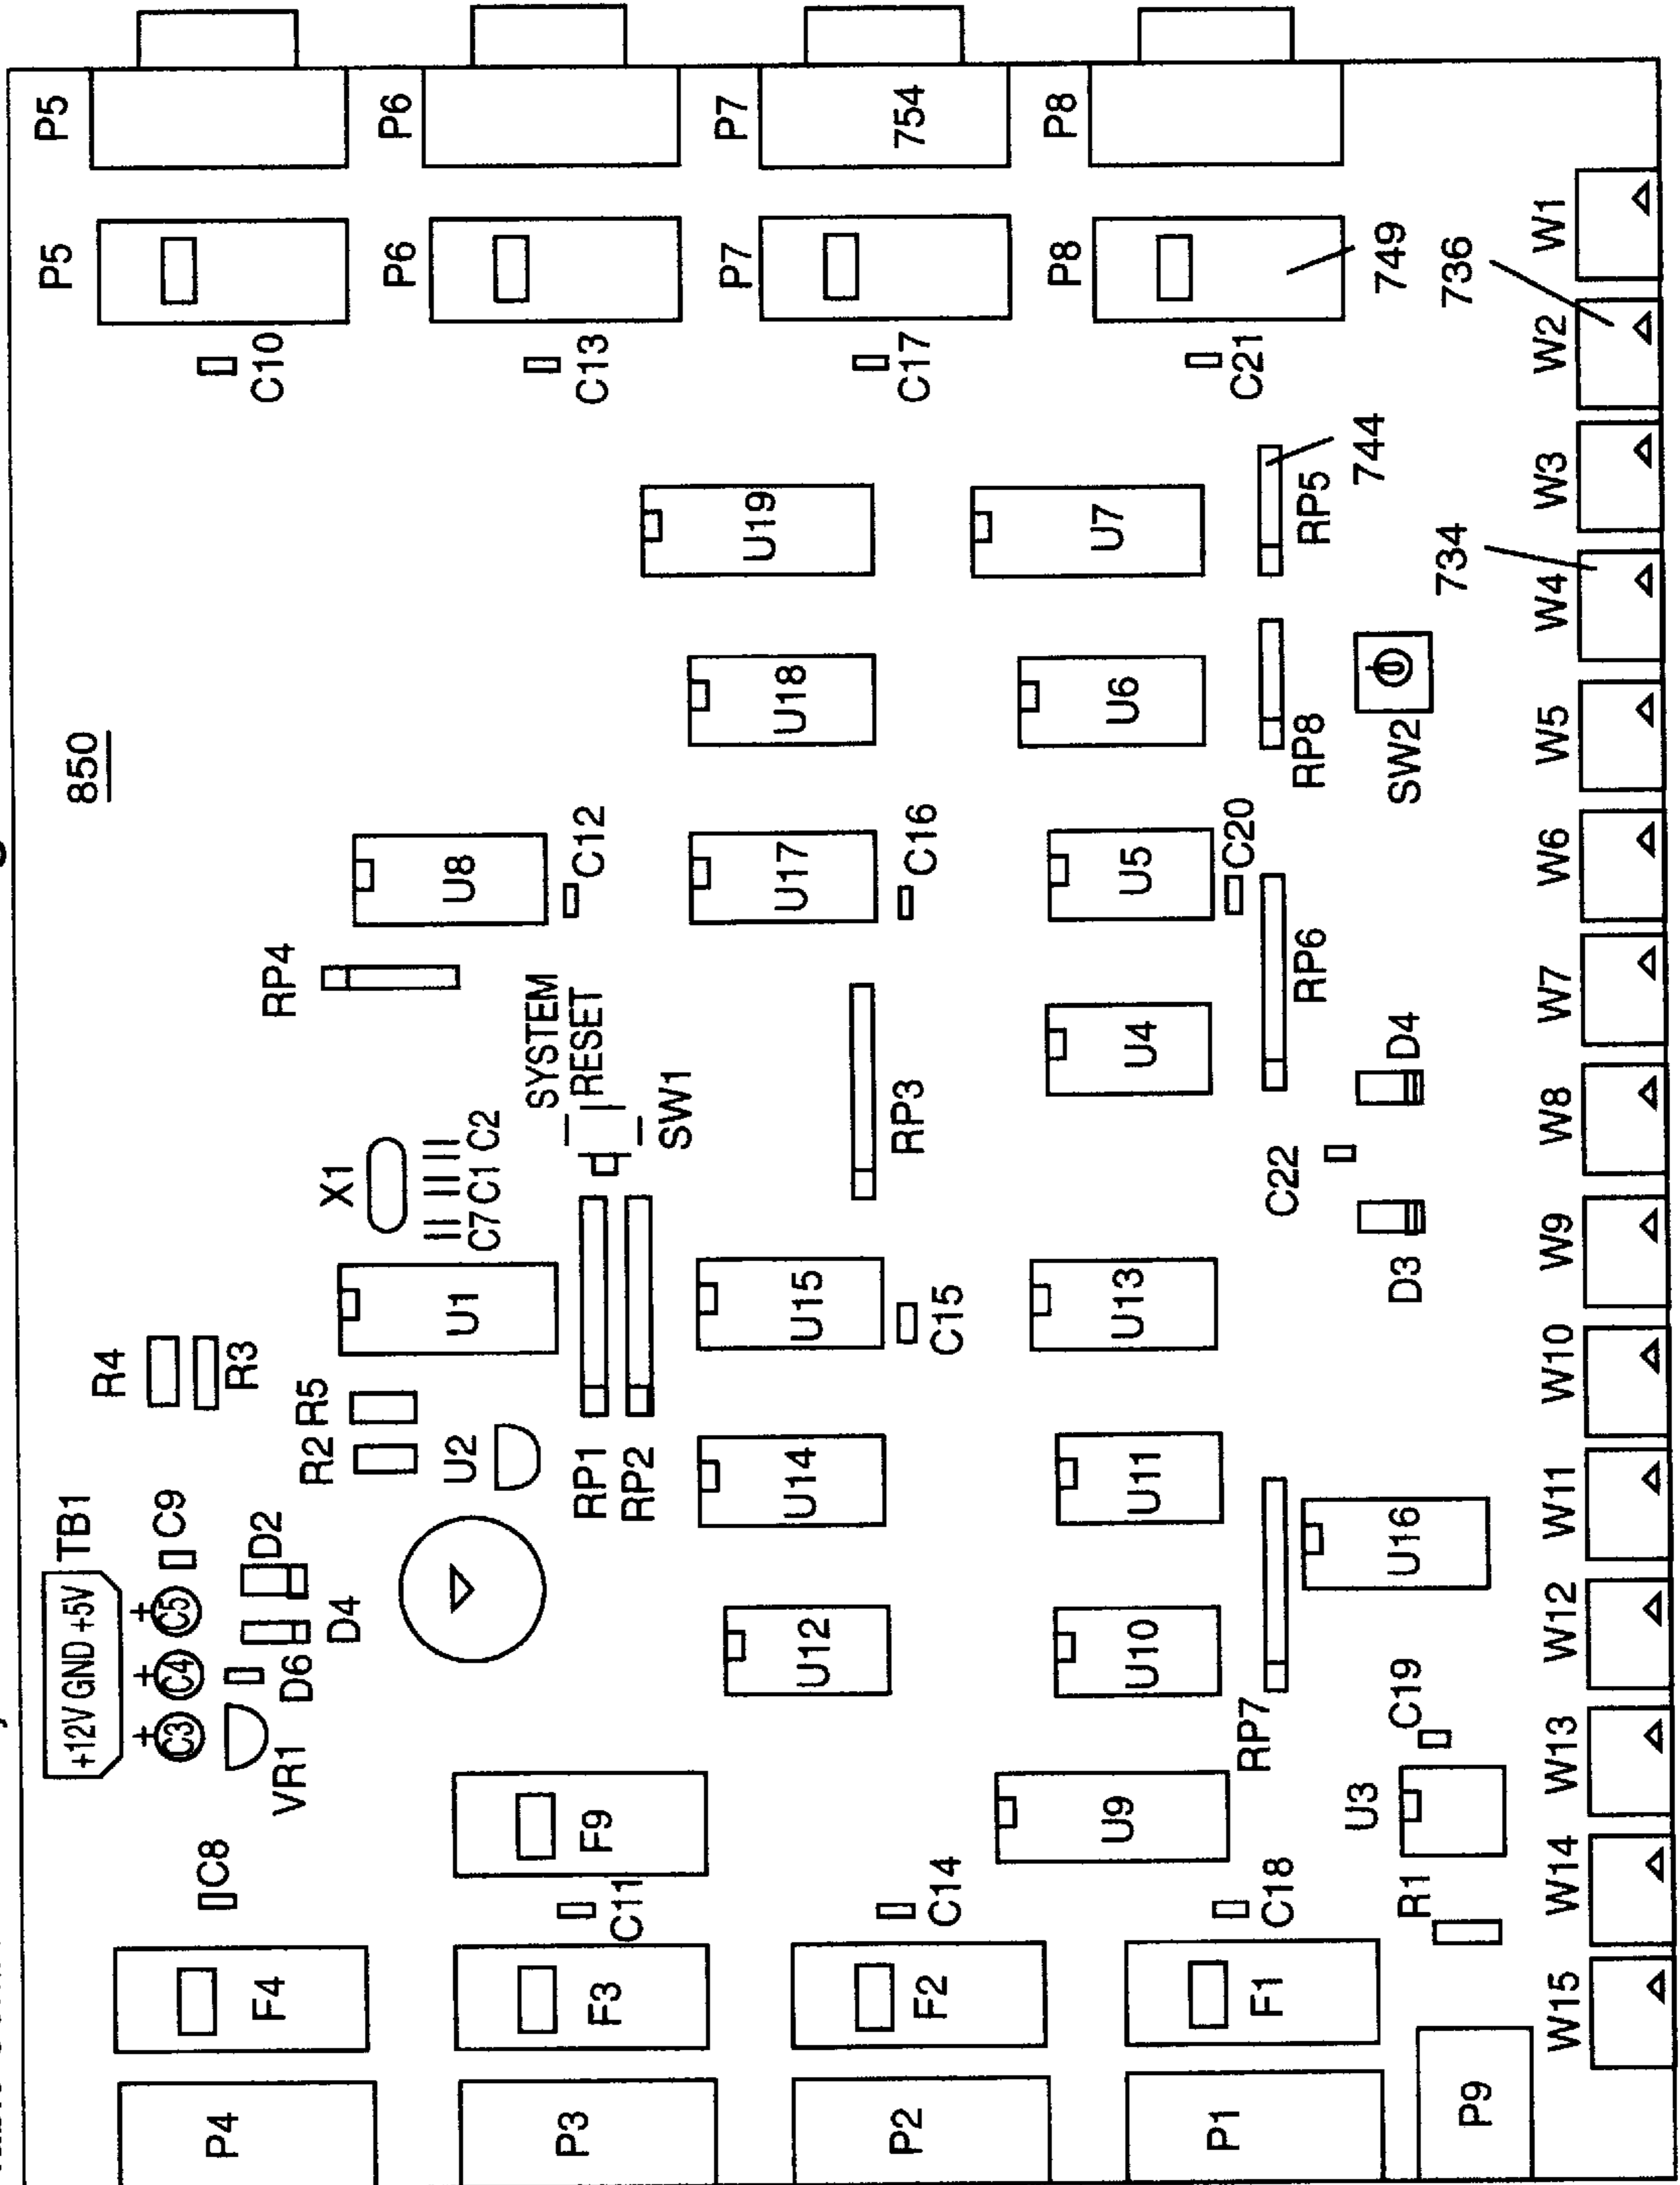 TB1
850
P5
P5
+12V GND +5V
R4
+
+
+
C3
C4
C5
C9
P4
C8
R3
F4
D2
C10
VR1
D6
RP4
R2
R5
D4
X1
P6
P6
U2
U1
U8
C7 C1 C2
SYSTEM
RESET
P3
F3
F9
RP1
C12
C13
C11
RP2
SW1
P7
P7
U19
U12
U14
U15
U17
U18
P2
F2
RP3
754
C14
C15
C16
C17
P8
P8
U9
U10
U11
U13
U4
U5
U6
U7
P1
F1
C20
C21
RP7
C18
C22
RP6
RP8
RP5
U3
744
749
C19
U16
D3
D4
SW2
R1
734
736
P9
W15
W14
W13
W12
W11
W10
W9
W8
W7
W6
W5
W4
W3
W2
W1